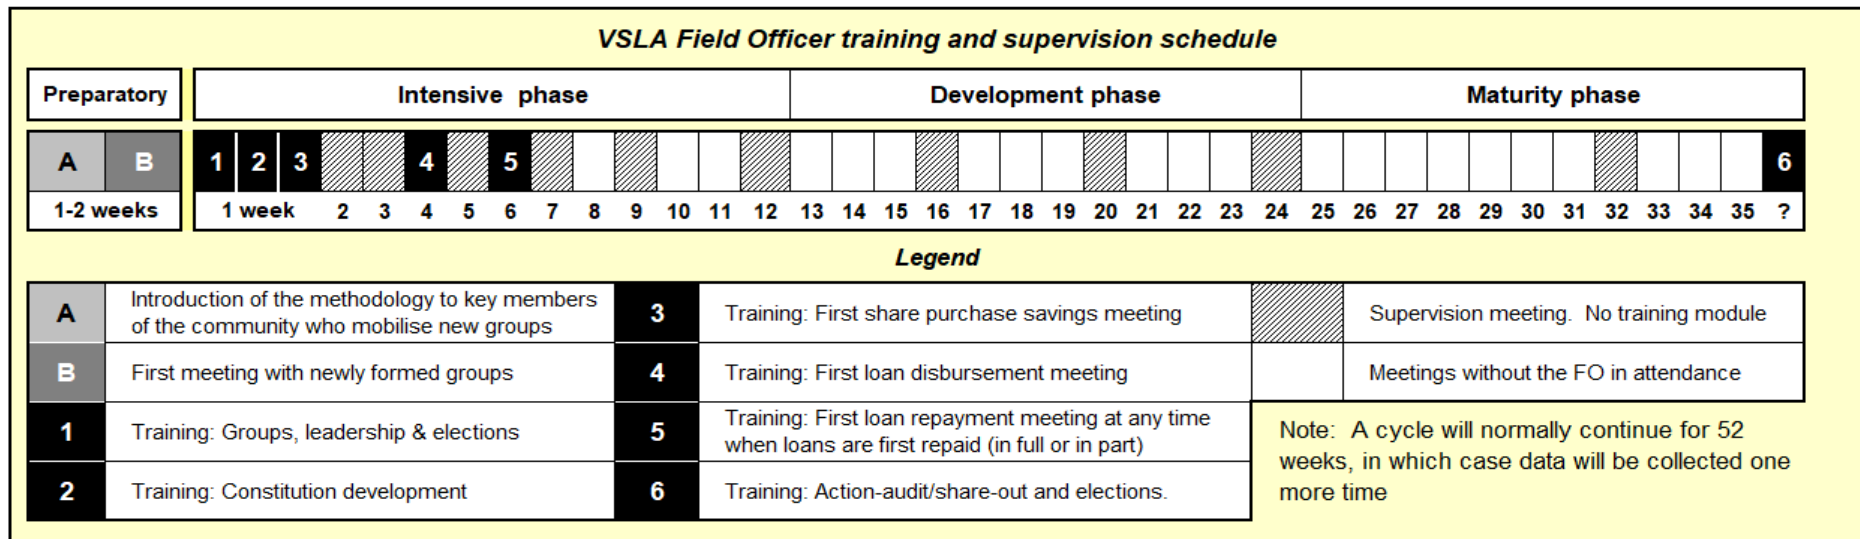 VSLA Field Officer training and supervision schedule
Preparatory Intensive phase Development phase Maturity phase
A B 1 2 3 4 5 6
1-2 weeks 1 week 2 3 4 5 6 7 8 9 10 11 12 13 14 15 16 17 18 19 20 21 22 23 24 25 26 27 28 29 30 31 32 33 34 35 ?
Legend
A Introduction of the methodology to key members
of the community who mobilise new groups
3 Training: First share purchase savings meeting
Supervision meeting. No training module
B First meeting with newly formed groups
4 Training: First loan disbursement meeting
Meetings without the FO in attendance
1 Training: Groups, leadership & elections
5 Training: First loan repayment meeting at any time
when loans are first repaid (in full or in part)
2 Training: Constitution development
6 Training: Action-audit/share-out and elections.
Note: A cycle will normally continue for 52
weeks, in which case data will be collected one
more time